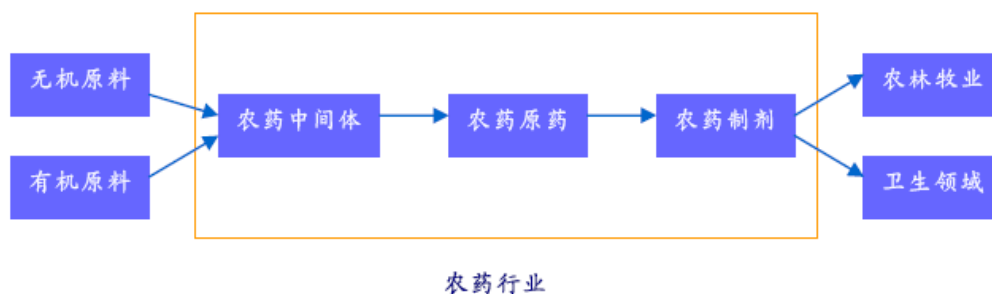 无机原料
有机原料
农药中间体
农药原药
农药制剂
农林牧业
卫生领域
农药行业